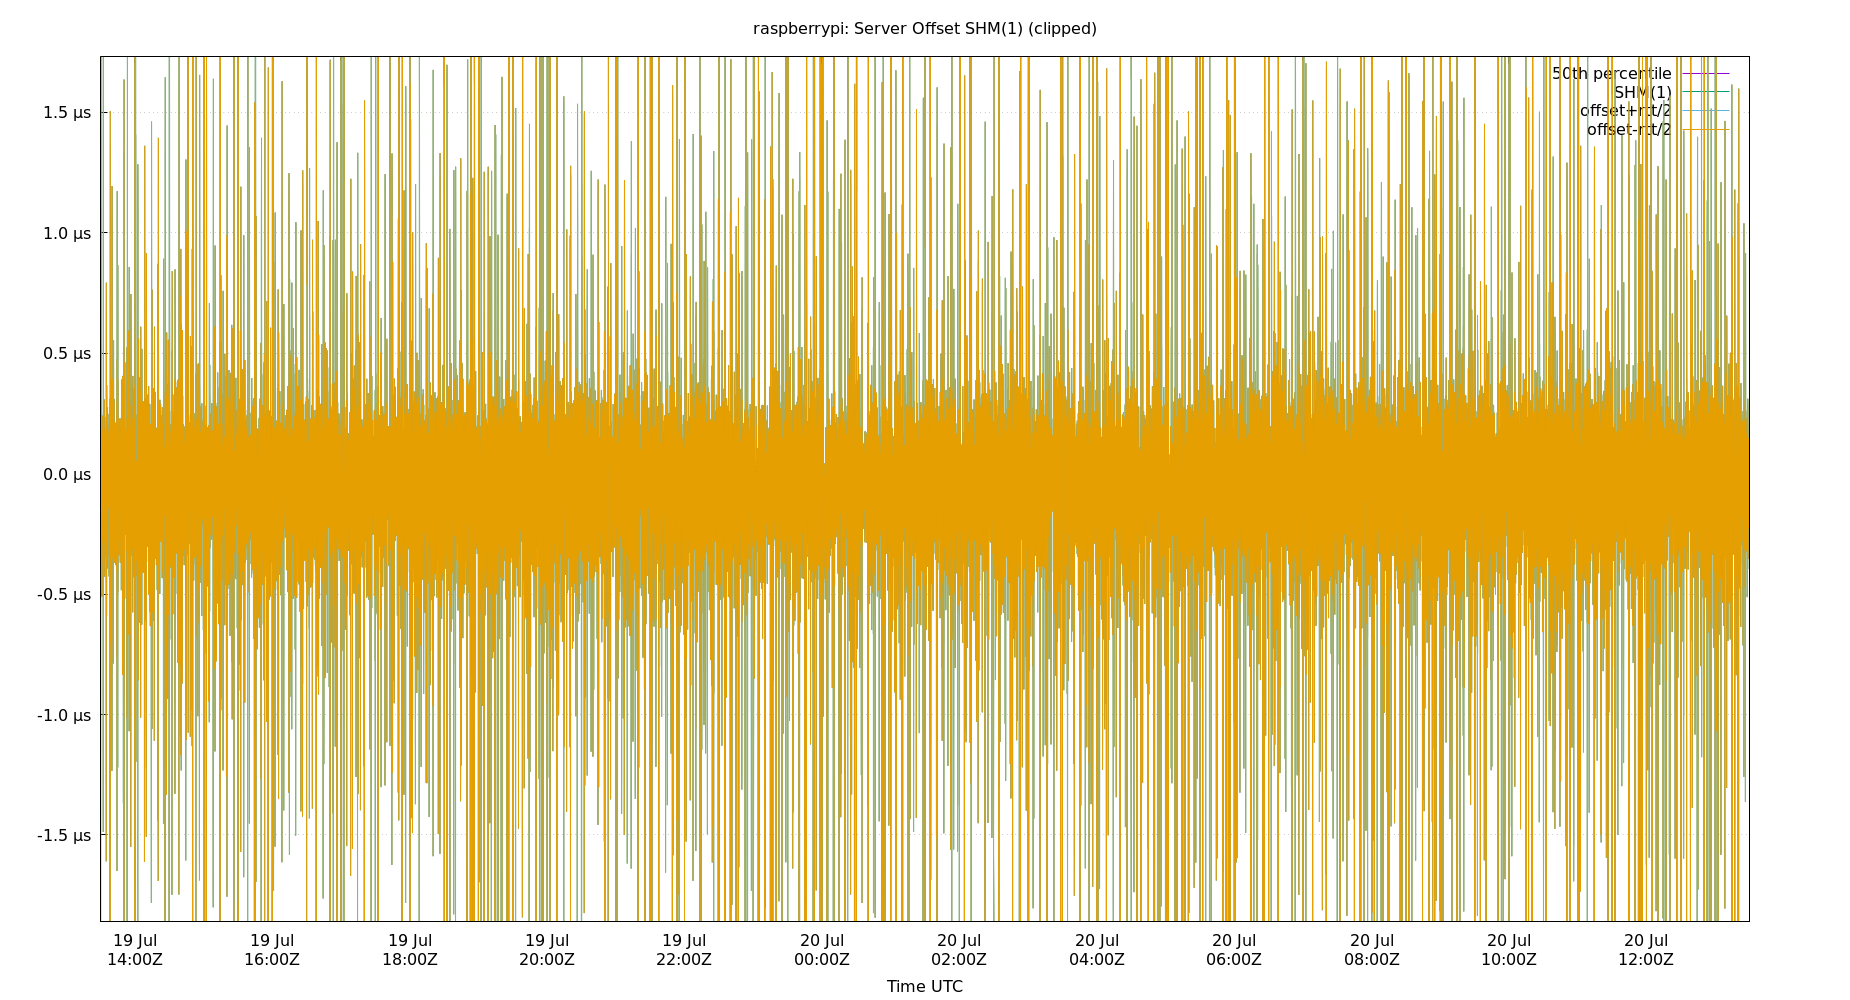 raspberrypi: Server Offset SHM(1) (clipped)
50th percentile
SHM(1)
offset+rtt/2
offset-rtt/2
1.5 µs
1.0 µs
0.5 µs
0.0 µs
-0.5 µs
-1.0 µs
-1.5 µs
19 Jul 19 Jul 19 Jul 19 Jul 19 Jul 20 Jul 20 Jul 20 Jul 20 Jul 20 Jul 20 Jul 20 Jul
14:00Z 16:00Z 18:00Z 20:00Z 22:00Z 00:00Z 02:00Z 04:00Z 06:00Z 08:00Z 10:00Z 12:00Z
Time UTC